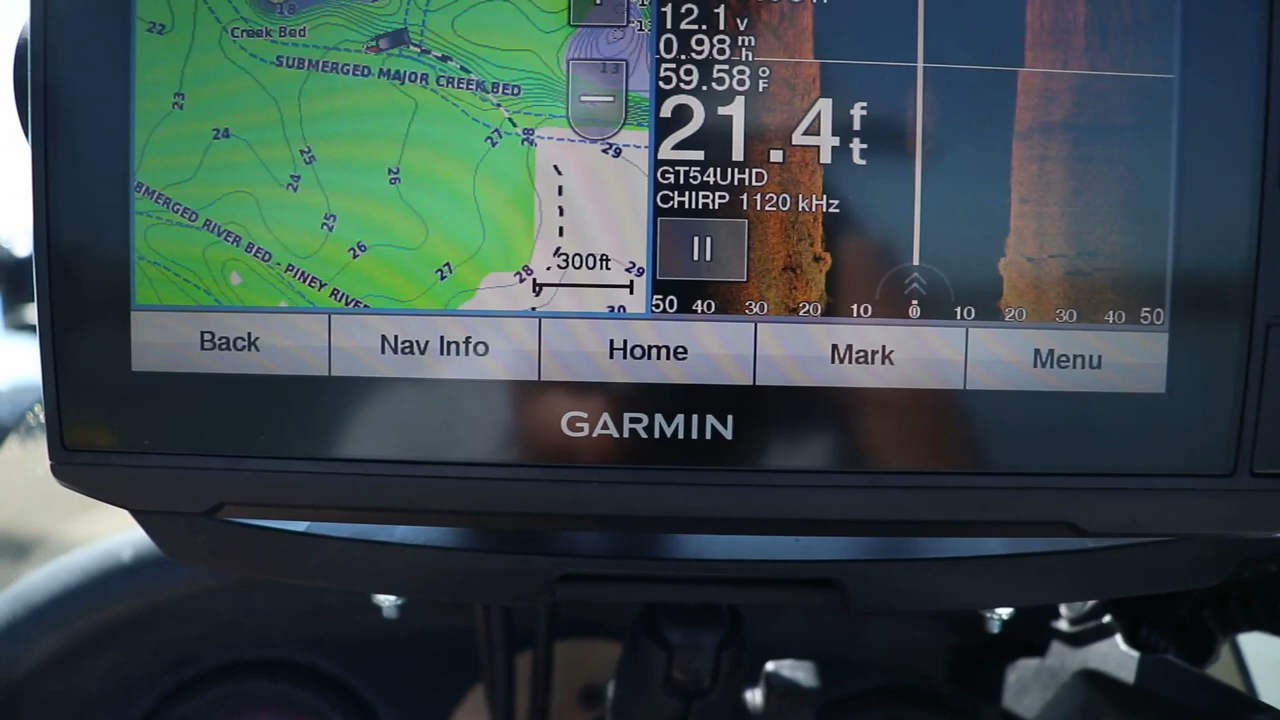 18
22
Creek Bed
SUBMERGED MAJOR CREEK BED
13
23
24
25
24
26
27
28
29
25
26
27
28
29
30
BMERGED RIVER BED - PINEY RIVER
300ft
12.1 v
0.98 m/h
59.58 °F
21.4 ft
GT54UHD
CHIRP 1120 kHz
50 40 30 20 10 0 10 20 30 40 50
Back Nav Info Home Mark Menu
GARMIN